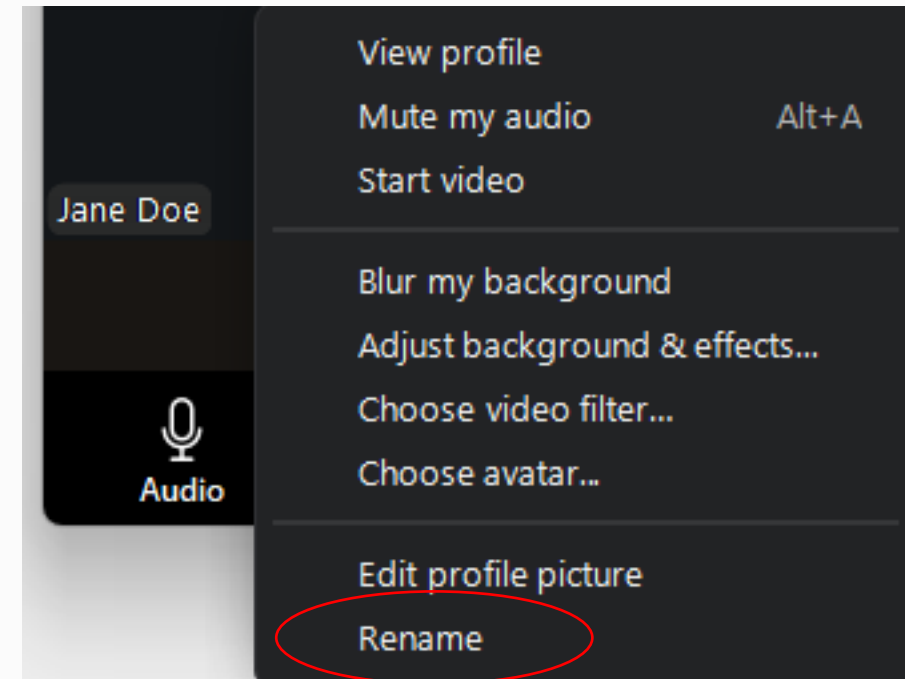 View profile
Mute my audio Alt+A
Start video
Jane Doe
Blur my background
Adjust background & effects...
Choose video filter...
Choose avatar...
Audio
Edit profile picture
Rename